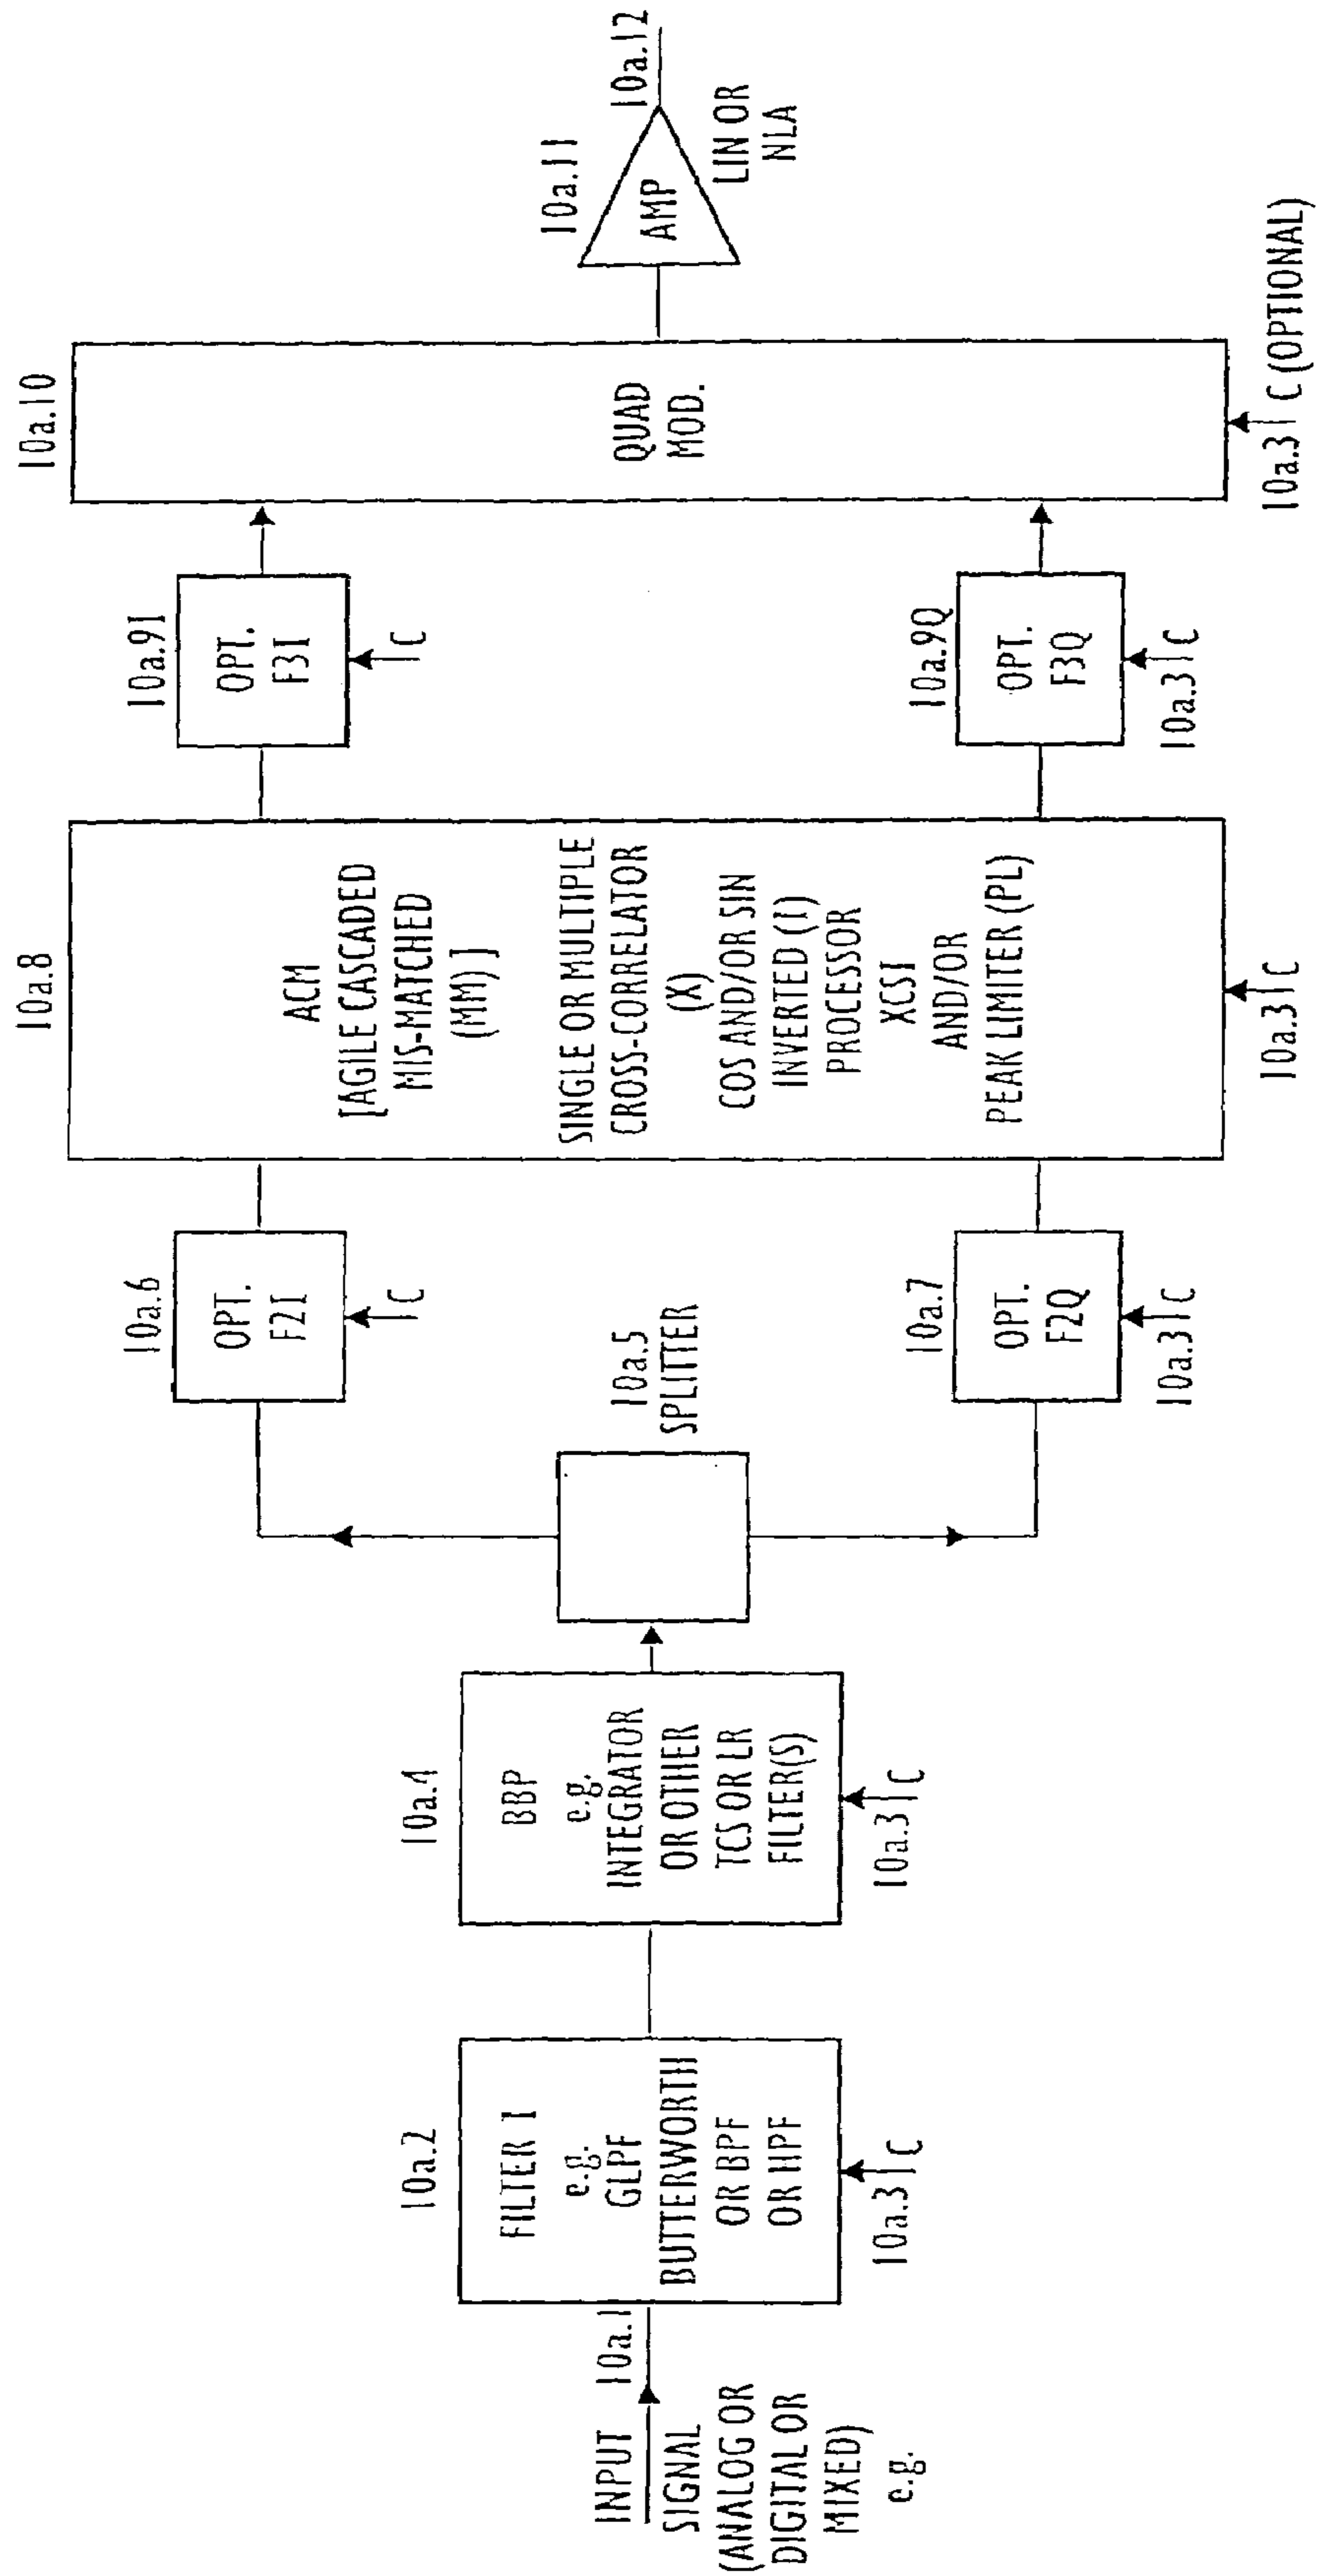 INPUT
SIGNAL
(ANALOG OR
DIGITAL OR
MIXED)
e.g.
10a.1
10a.2
FILTER 1
e.g.
GLPF
BUTTERWORTH
OR BPF
OR HPF
10a.3
C
10a.4
BBP
e.g.
INTEGRATOR
OR OTHER
TCS OR LR
FILTER(S)
10a.3
C
10a.5
SPLITTER
10a.6
OPT.
F2I
C
10a.7
OPT.
F2Q
10a.3
C
10a.8
ACM
[AGILE CASCADED
MIS-MATCHED
(MM) ]
SINGLE OR MULTIPLE
CROSS-CORRELATOR
(X)
COS AND/OR SIN
INVERTED (I)
PROCESSOR
XCSI
AND/OR
PEAK LIMITER (PL)
10a.3
C
10a.9I
OPT.
F3I
C
10a.9Q
OPT.
F3Q
10a.3
C
10a.10
QUAD
MOD.
10a.3
C (OPTIONAL)
10a.11
AMP
LIN OR
NLA
10a.12